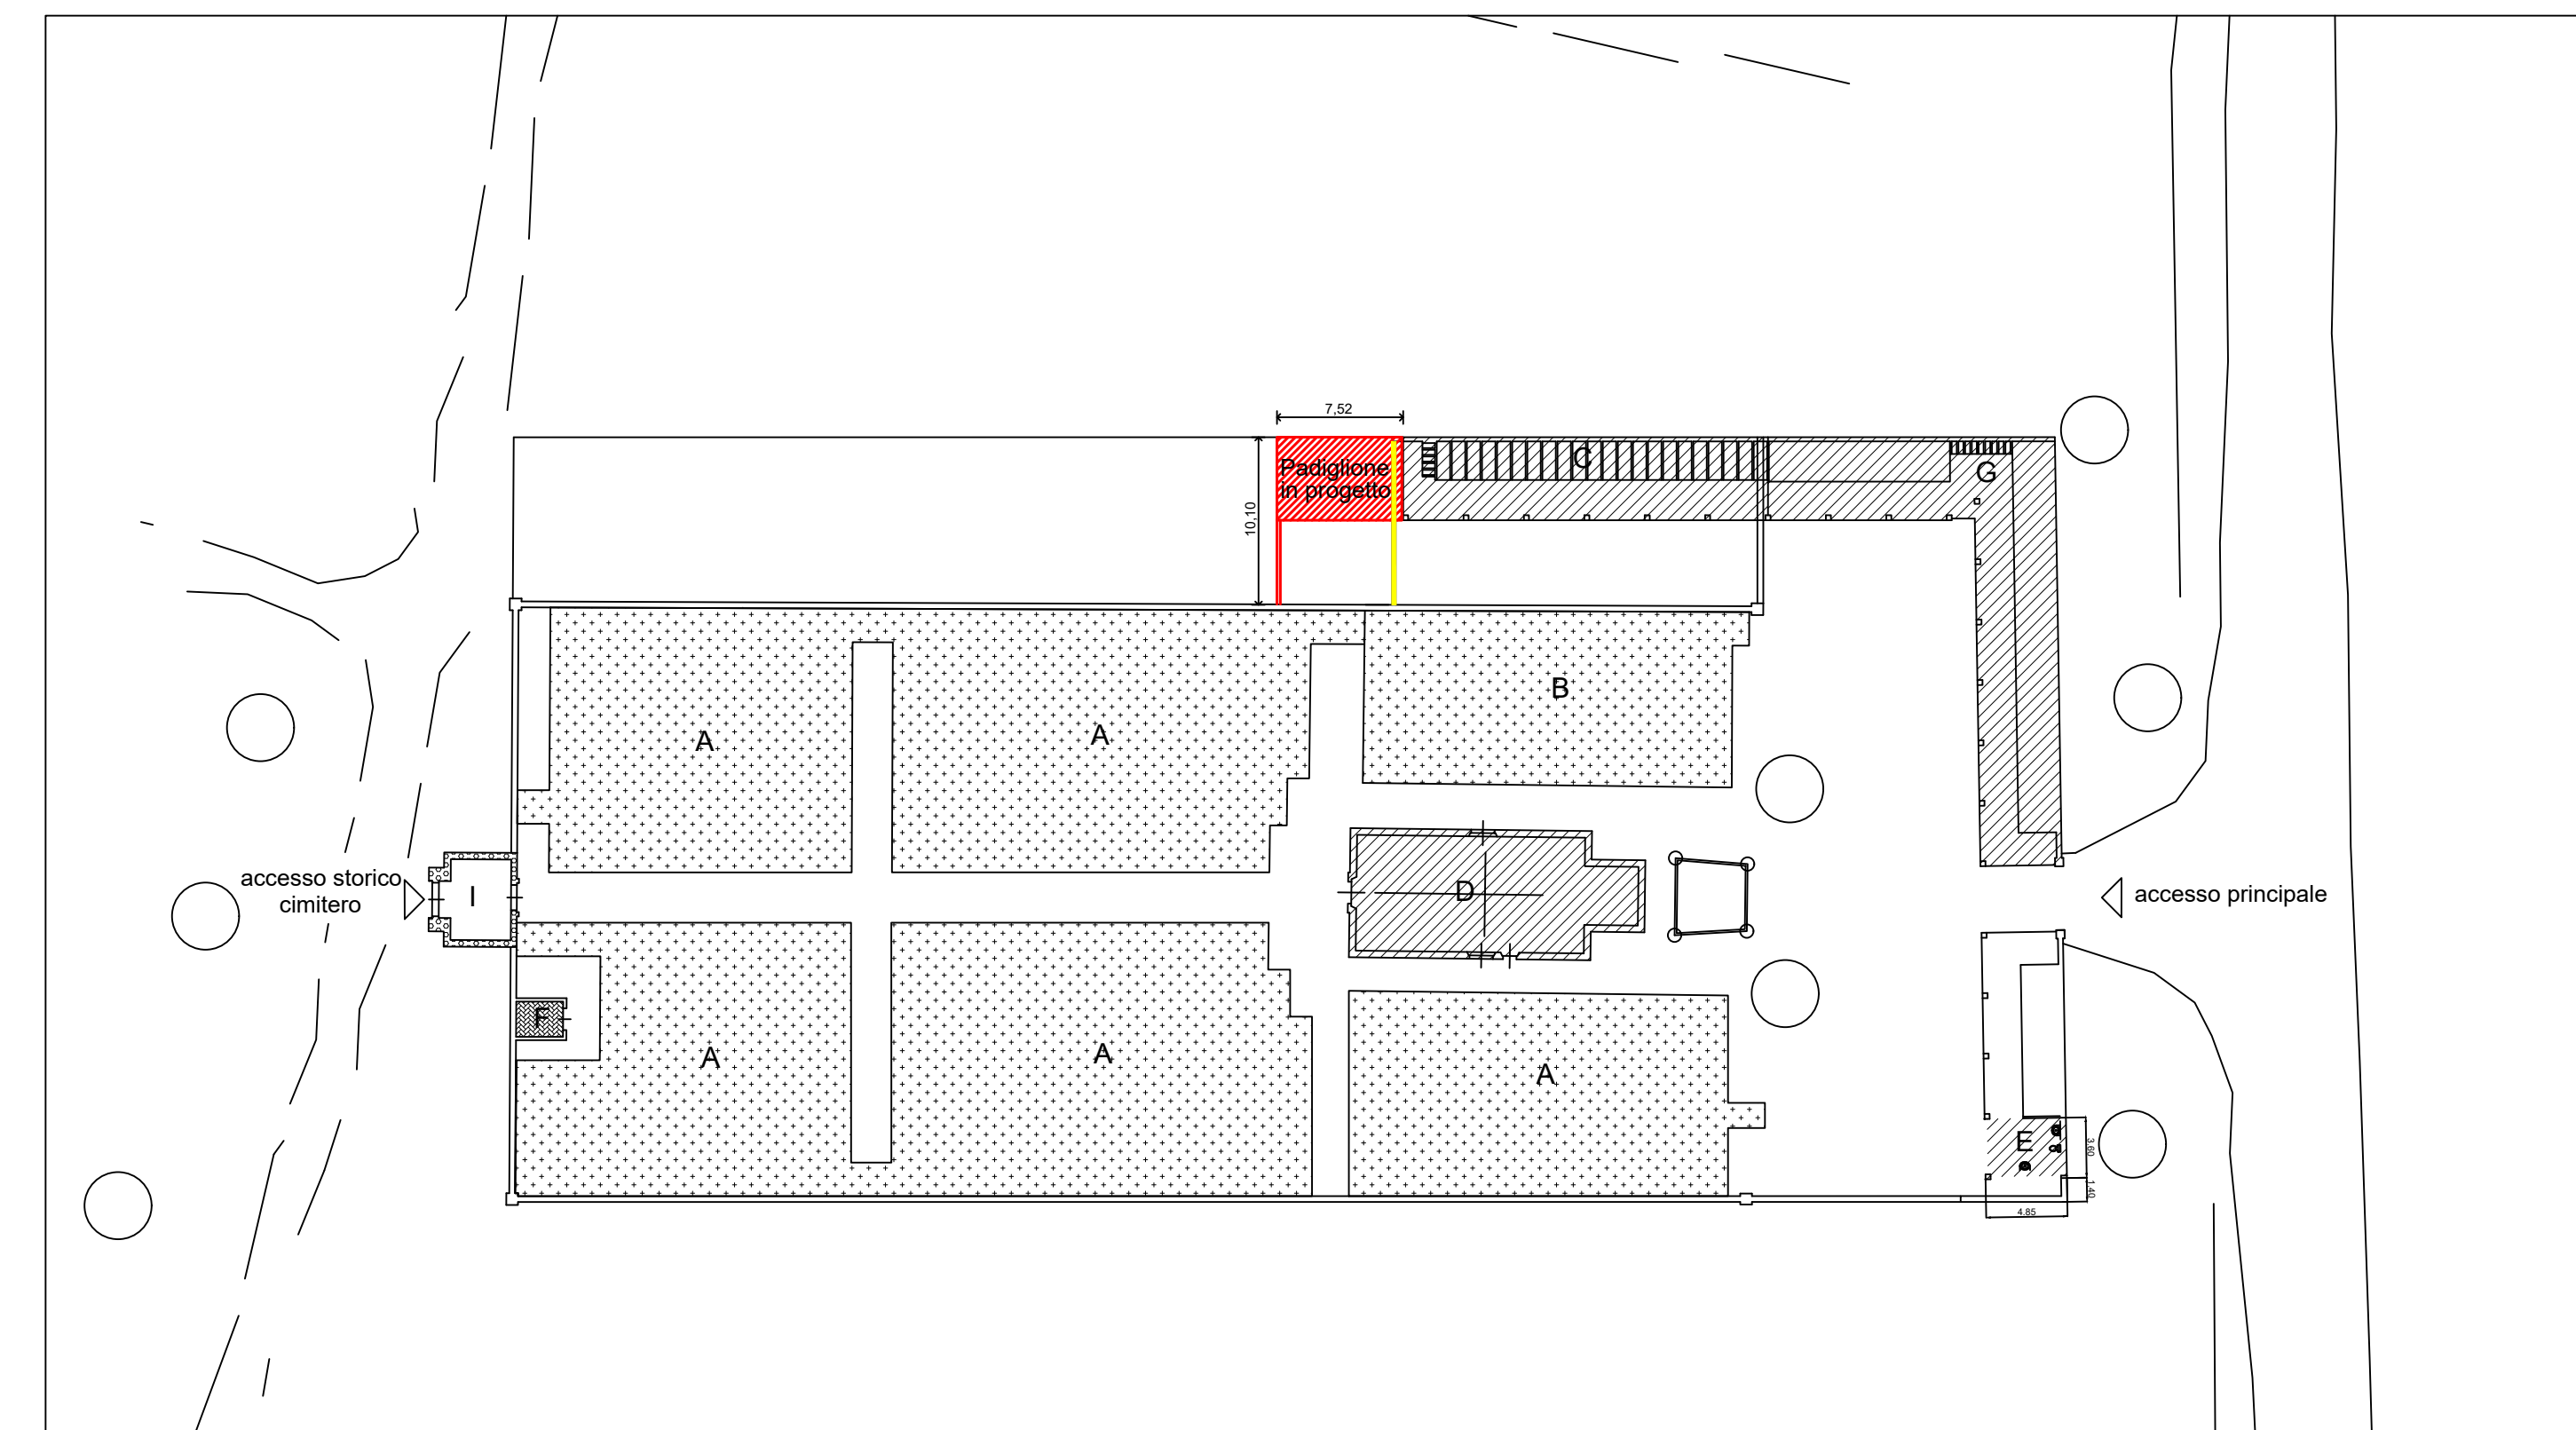 7,52
Padiglione
in progetto
C
G
10,10
B
A
A
accesso storico
cimitero
I
D
accesso principale
F
A
A
A
E
3.60
1.40
4.85